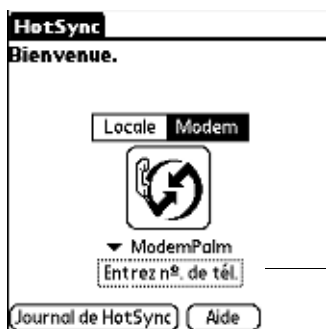 HotSync
Bienvenue.
Locale Modem
ModemPalm
Entrez nº. de tél.
Journal de HotSync Aide